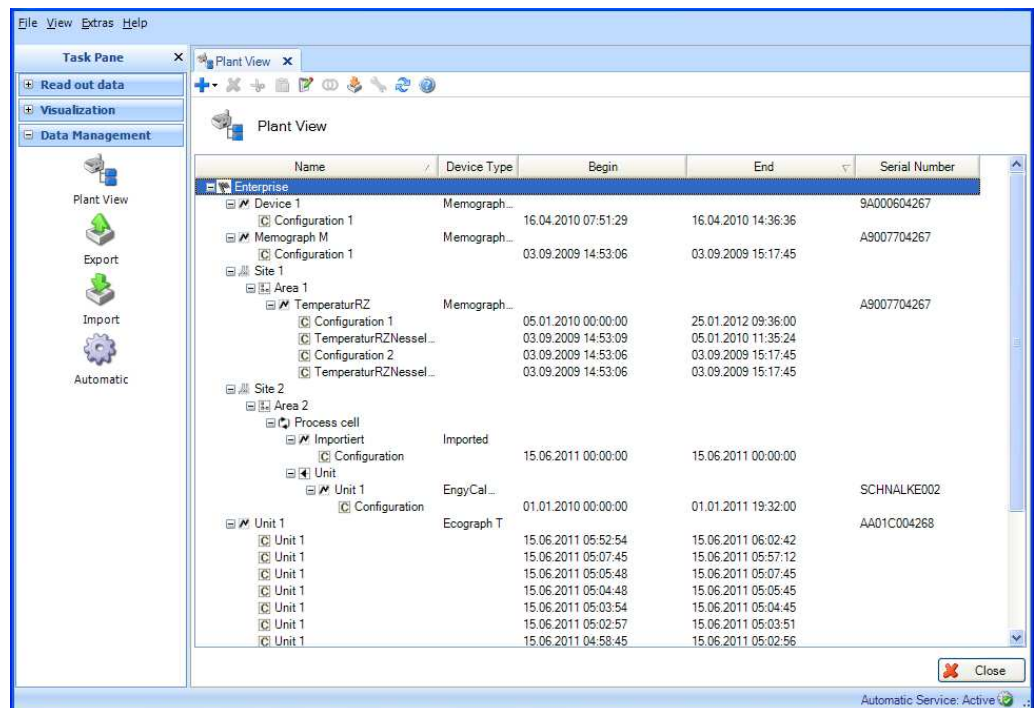 File View Extras Help
Task Pane
Read out data
Visualization
Data Management
Plant View
Export
Import
Automatic
Plant View
Plant View
Name Device Type Begin End Serial Number
Enterprise
Device 1 Memograph... 9A000604267
Configuration 1 16.04.2010 07:51:29 16.04.2010 14:36:36
Memograph M Memograph... A9007704267
Configuration 1 03.09.2009 14:53:06 03.09.2009 15:17:45
Site 1
Area 1
TemperaturRZ Memograph... A9007704267
Configuration 1 05.01.2010 00:00:00 25.01.2012 09:36:00
TemperaturRZNessel... 03.09.2009 14:53:09 05.01.2010 11:35:24
Configuration 2 03.09.2009 14:53:06 03.09.2009 15:17:45
TemperaturRZNessel... 03.09.2009 14:53:06 03.09.2009 15:17:45
Site 2
Area 2
Process cell
Importiert Imported
Configuration 15.06.2011 00:00:00 15.06.2011 00:00:00
Unit
Unit 1 EngyCal... SCHNALKE002
Configuration 01.01.2010 00:00:00 01.01.2011 19:32:00
Unit 1 Ecograph T AA01C004268
C Unit 1 15.06.2011 05:52:54 15.06.2011 06:02:42
C Unit 1 15.06.2011 05:07:45 15.06.2011 05:57:12
C Unit 1 15.06.2011 05:05:48 15.06.2011 05:07:45
C Unit 1 15.06.2011 05:04:48 15.06.2011 05:05:45
C Unit 1 15.06.2011 05:03:54 15.06.2011 05:04:45
C Unit 1 15.06.2011 05:02:57 15.06.2011 05:03:51
C Unit 1 15.06.2011 04:58:45 15.06.2011 05:02:56
Close
Automatic Service: Active